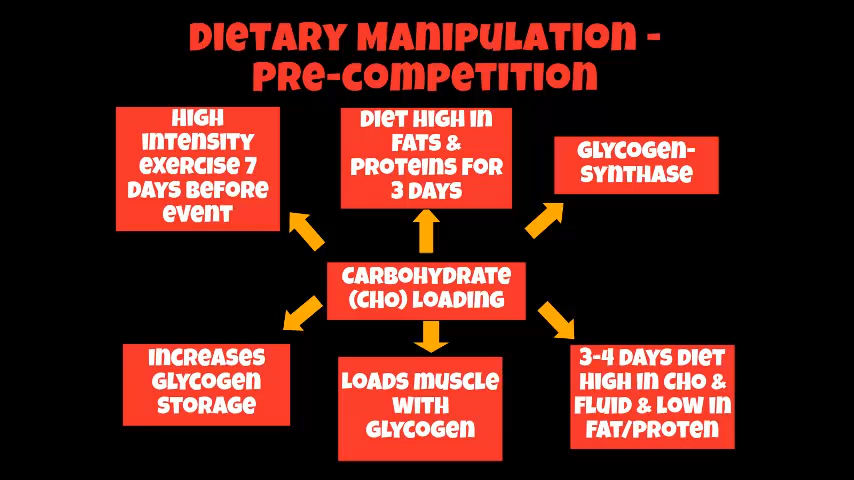 Dietary Manipulation -
Pre-competition
High
intensity
exercise 7
days before
event
Diet high in
fats &
proteins for
3 days
Glycogen-
synthase
Carbohydrate
(CHO) loading
Increases
glycogen
storage
Loads muscle
with
glycogen
3-4 days diet
high in CHO &
fluid & low in
fat/proten